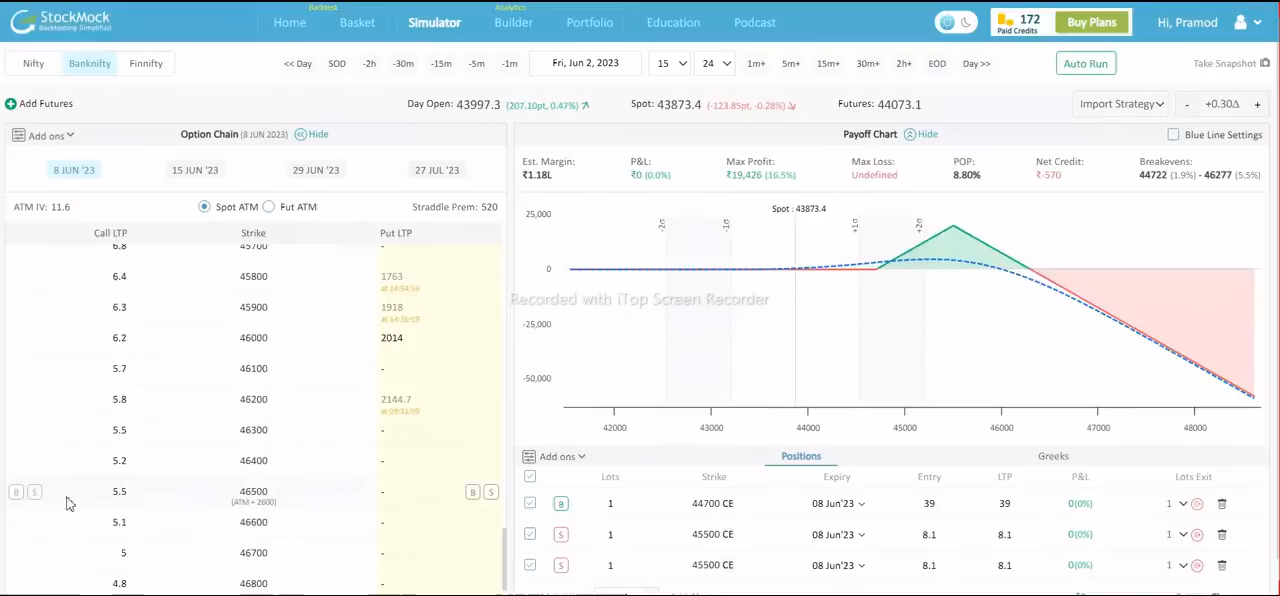 StockMock
Backtesting Simplified
Backtest
Analytics
Home Basket Simulator Builder Portfolio Education Podcast
172
Paid Credits
Buy Plans
Hi, Pramod
Nifty Banknifty Finnifty
<< Day SOD -2h -30m -15m -5m -1m Fri, Jun 2, 2023 15 24 1m+ 5m+ 15m+ 30m+ 2h+ EOD Day >>
Auto Run
Take Snapshot
Add Futures
Day Open: 43997.3 (207.10pt, 0.47%)
Spot: 43873.4 (-123.85pt, -0.28%)
Futures: 44073.1
Import Strategy
- +0.30Δ +
Add ons
Option Chain (8 JUN 2023) Hide
8 JUN '23 15 JUN '23 29 JUN '23 27 JUL '23
ATM IV: 11.6 Spot ATM Fut ATM Straddle Prem: 520
Call LTP Strike Put LTP
6.8 45700 -
6.4 45800 1763
at 14:54:59
6.3 45900 1918
6.2 46000 2014
5.7 46100 -
5.8 46200 2144.7
5.5 46300 -
5.2 46400 -
B S 5.5 46500 - B S
(ATM + 2600)
5.1 46600 -
5 46700 -
4.8 46800 -
Payoff Chart Hide
Blue Line Settings
Est. Margin: P&L: Max Profit: Max Loss: POP: Net Credit: Breakevens:
₹1.18L ₹0 (0.0%) ₹19,426 (16.5%) Undefined 8.80% ₹-570 44722 (1.9%) - 46277 (5.5%)
Spot : 43873.4
-2σ -1σ +1σ +2σ
25,000
0
-25,000
-50,000
42000 43000 44000 45000 46000 47000 48000
Recorded with iTop Screen Recorder
Add ons Positions Greeks
Lots Strike Expiry Entry LTP P&L Lots Exit
B 1 44700 CE 08 Jun'23 39 39 0(0%) 1
S 1 45500 CE 08 Jun'23 8.1 8.1 0(0%) 1
S 1 45500 CE 08 Jun'23 8.1 8.1 0(0%) 1